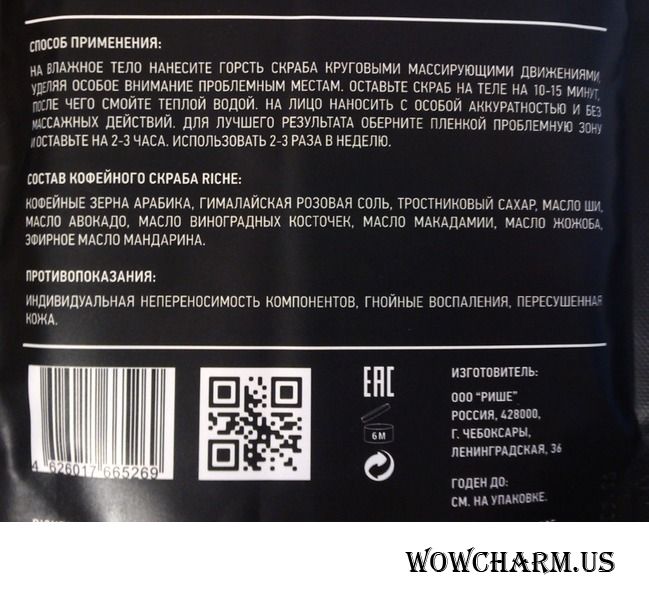 СПОСОБ ПРИМЕНЕНИЯ:
НА ВЛАЖНОЕ ТЕЛО НАНЕСИТЕ ГОРСТЬ СКРАБА КРУГОВЫМИ МАССИРУЮЩИМИ ДВИЖЕНИЯМИ,
УДЕЛЯЯ ОСОБОЕ ВНИМАНИЕ ПРОБЛЕМНЫМ МЕСТАМ. ОСТАВЬТЕ СКРАБ НА ТЕЛЕ НА 10-15 МИНУТ,
ПОСЛЕ ЧЕГО СМОЙТЕ ТЕПЛОЙ ВОДОЙ. НА ЛИЦО НАНОСИТЬ С ОСОБОЙ АККУРАТНОСТЬЮ И БЕЗ
МАССАЖНЫХ ДЕЙСТВИЙ. ДЛЯ ЛУЧШЕГО РЕЗУЛЬТАТА ОБЕРНИТЕ ПЛЕНКОЙ ПРОБЛЕМНУЮ ЗОНУ
И ОСТАВЬТЕ НА 2-3 ЧАСА. ИСПОЛЬЗОВАТЬ 2-3 РАЗА В НЕДЕЛЮ.
СОСТАВ КОФЕЙНОГО СКРАБА RICHE:
КОФЕЙНЫЕ ЗЕРНА АРАБИКА, ГИМАЛАЙСКАЯ РОЗОВАЯ СОЛЬ, ТРОСТНИКОВЫЙ САХАР, МАСЛО ШИ,
МАСЛО АВОКАДО, МАСЛО ВИНОГРАДНЫХ КОСТОЧЕК, МАСЛО МАКАДАМИИ, МАСЛО ЖОЖОБА,
ЭФИРНОЕ МАСЛО МАНДАРИНА.
ПРОТИВОПОКАЗАНИЯ:
ИНДИВИДУАЛЬНАЯ НЕПЕРЕНОСИМОСТЬ КОМПОНЕНТОВ, ГНОЙНЫЕ ВОСПАЛЕНИЯ, ПЕРЕСУШЕННАЯ
КОЖА.
4 626017 665269
EAC
6 M
ИЗГОТОВИТЕЛЬ:
ООО "РИШЕ"
РОССИЯ, 428000,
Г. ЧЕБОКСАРЫ,
ЛЕНИНГРАДСКАЯ, 36
ГОДЕН ДО:
СМ. НА УПАКОВКЕ.
WOWCHARM.US